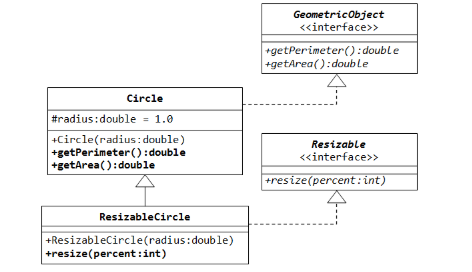 GeometricObject
<<interface>>
+getPerimeter():double
+getArea():double
Circle
#radius:double = 1.0
+Circle(radius:double)
+getPerimeter():double
+getArea():double
Resizable
<<interface>>
+resize(percent:int)
ResizableCircle
+ResizableCircle(radius:double)
+resize(percent:int)